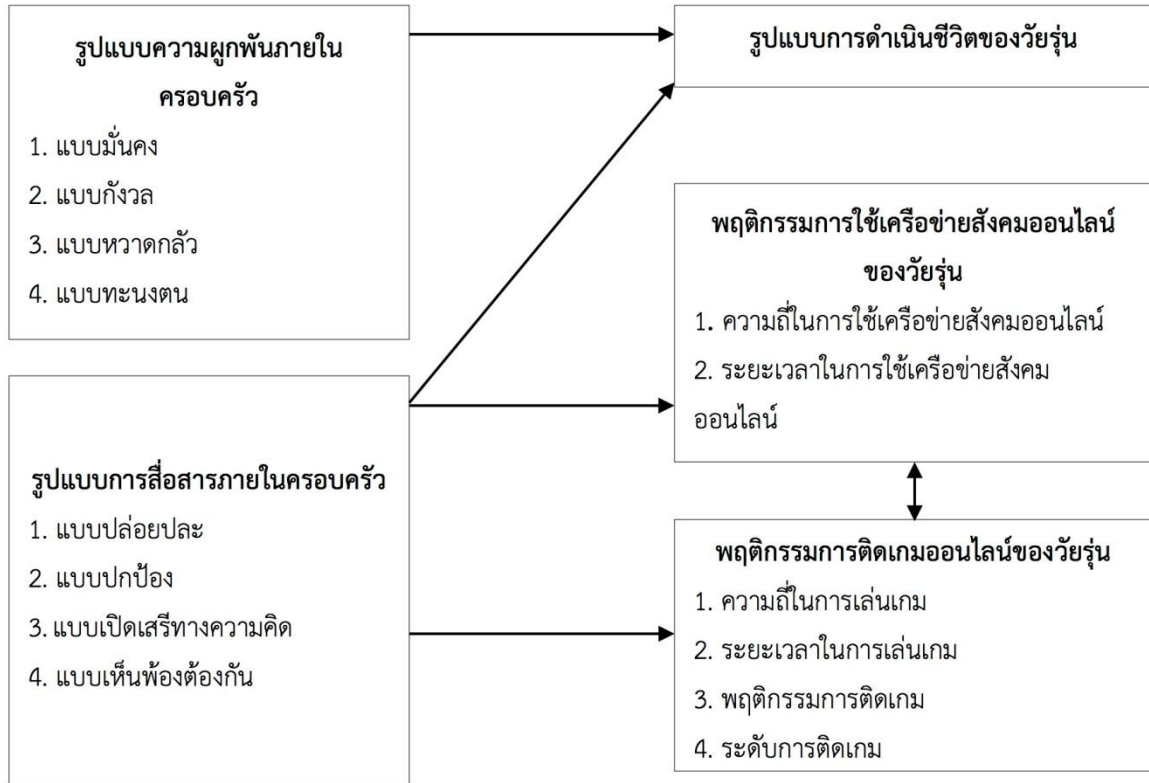 รูปแบบความผูกพันภายใน
ครอบครัว
1. แบบมั่นคง
2. แบบกังวล
3. แบบหวาดกลัว
4. แบบทะนงตน
รูปแบบการสื่อสารภายในครอบครัว
1. แบบปล่อยปละ
2. แบบปกป้อง
3. แบบเปิดเสรีทางความคิด
4. แบบเห็นพ้องต้องกัน
รูปแบบการดำเนินชีวิตของวัยรุ่น
พฤติกรรมการใช้เครือข่ายสังคมออนไลน์
ของวัยรุ่น
1. ความถี่ในการใช้เครือข่ายสังคมออนไลน์
2. ระยะเวลาในการใช้เครือข่ายสังคม
ออนไลน์
พฤติกรรมการติดเกมออนไลน์ของวัยรุ่น
1. ความถี่ในการเล่นเกม
2. ระยะเวลาในการเล่นเกม
3. พฤติกรรมการติดเกม
4. ระดับการติดเกม